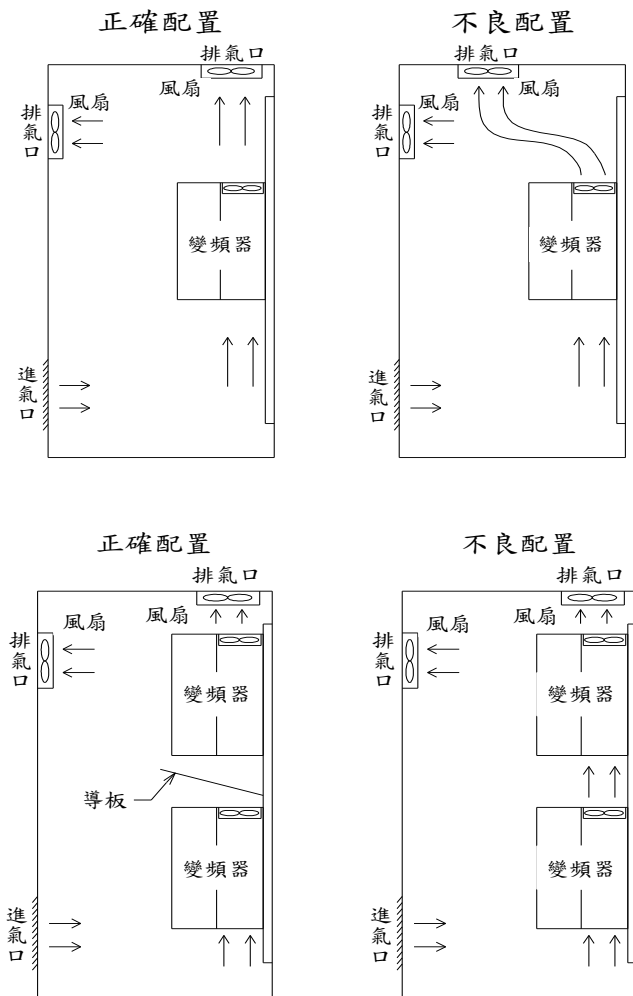 正確配置
排氣口
風扇
風扇
排氣口
變頻器
進氣口
不良配置
排氣口
風扇
風扇
排氣口
變頻器
進氣口
正確配置
排氣口
風扇
風扇
排氣口
變頻器
導板
變頻器
進氣口
不良配置
排氣口
風扇
風扇
排氣口
變頻器
變頻器
進氣口